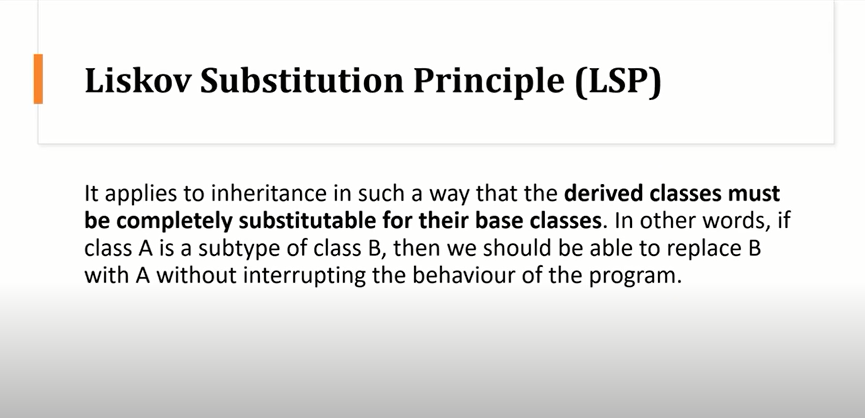 Liskov Substitution Principle (LSP)
It applies to inheritance in such a way that the derived classes must
be completely substitutable for their base classes. In other words, if
class A is a subtype of class B, then we should be able to replace B
with A without interrupting the behaviour of the program.